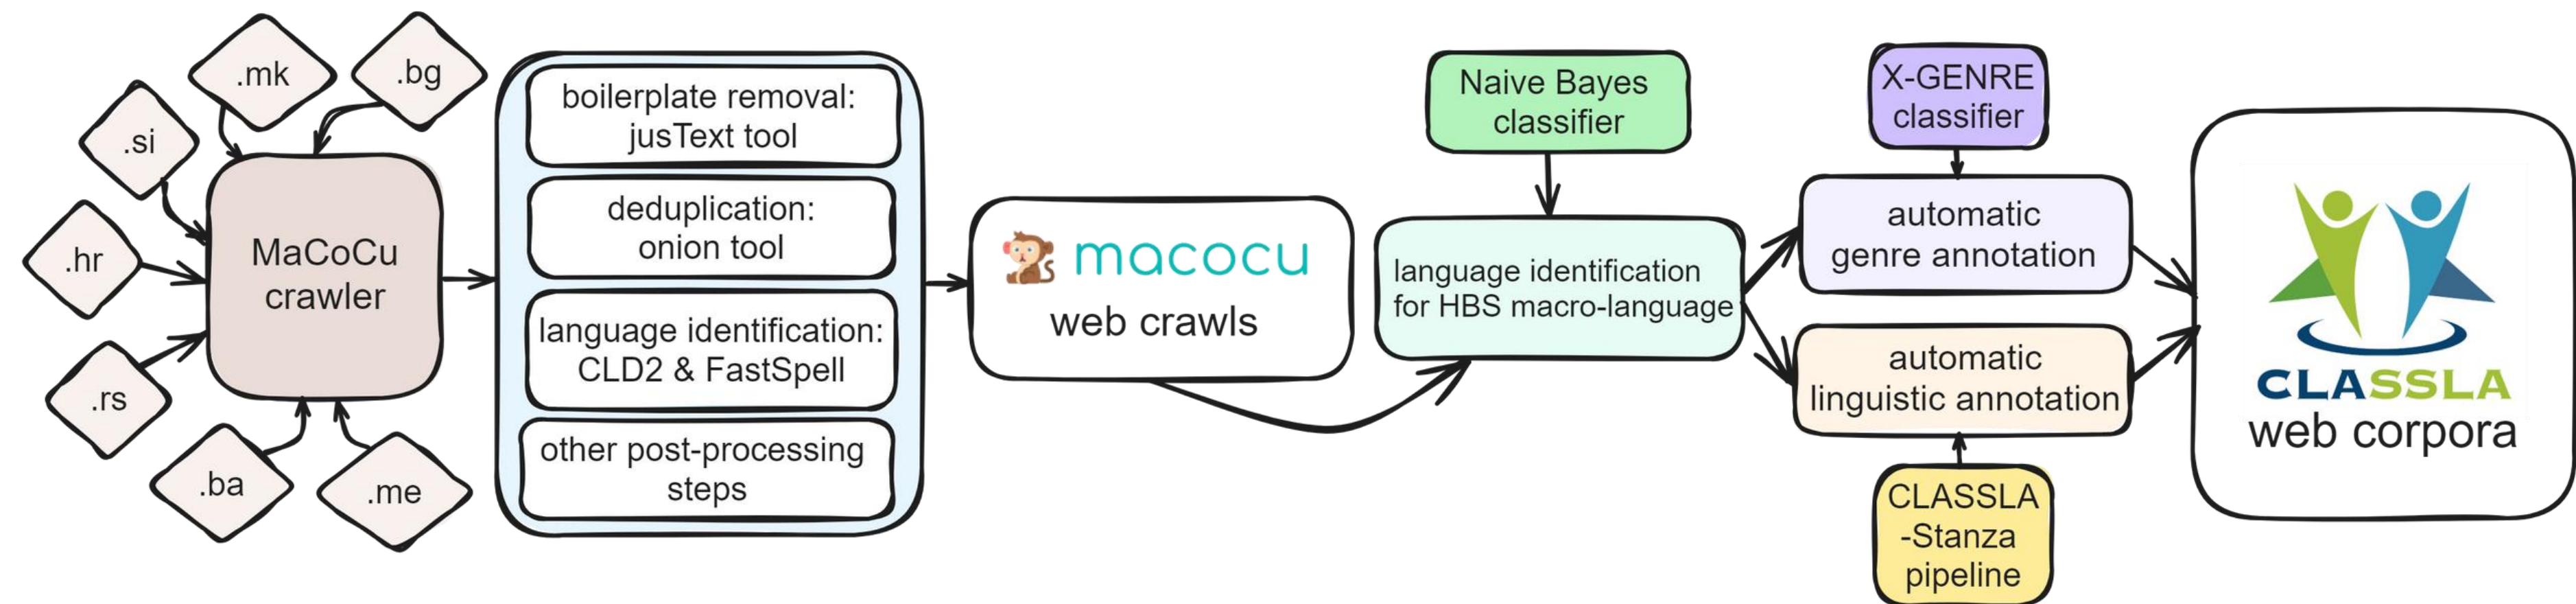 .mk
.bg
.si
.hr
.rs
.ba
.me
MaCoCu
crawler
boilerplate removal:
jusText tool
deduplication:
onion tool
language identification:
CLD2 & FastSpell
other post-processing
steps
macocu
web crawls
Naive Bayes
classifier
language identification
for HBS macro-language
X-GENRE
classifier
automatic
genre annotation
automatic
linguistic annotation
CLASSLA
-Stanza
pipeline
CLASSLA
web corpora